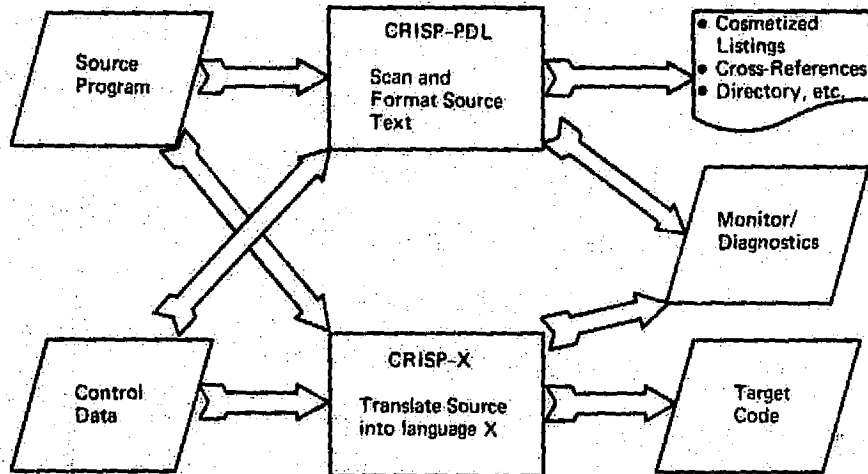 Source
Program
CRISP-PDL
Scan and
Format Source
Text
• Cosmetized
Listings
• Cross-References
• Directory, etc.
Monitor/
Diagnostics
Control
Data
CRISP-X
Translate Source
into language X
Target
Code